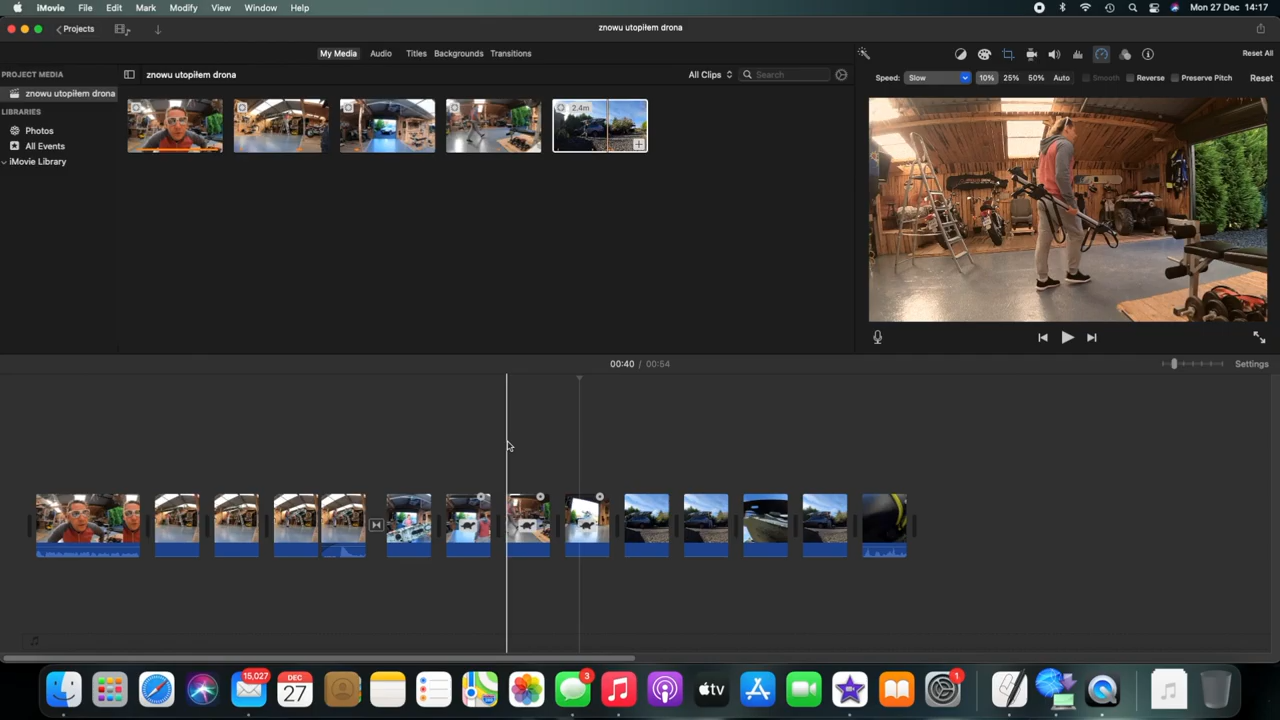 iMovie File Edit Mark Modify View Window Help Mon 27 Dec 14:17
Projects znowu utopiłem drona
My Media Audio Titles Backgrounds Transitions Reset All
PROJECT MEDIA znowu utopiłem drona All Clips Search Speed: Slow 10% 25% 50% Auto Smooth Reverse Preserve Pitch Reset
znowu utopiłem drona
LIBRARIES 2.4m
Photos
All Events
iMovie Library
00:40 / 00:54 Settings
15,027 DEC 3 tv 1
27